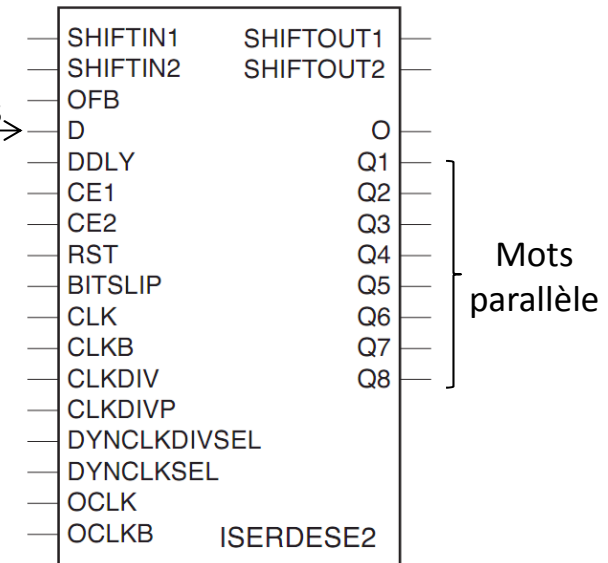 SHIFTIN1 SHIFTOUT1
SHIFTIN2 SHIFTOUT2
OFB
D O
DDLY Q1
CE1 Q2
CE2 Q3
RST Q4
BITSLIP Q5
CLK Q6
CLKB Q7
CLKDIV Q8
CLKDIVP
DYNCLKDIVSEL
DYNCLKSEL
OCLK
OCLKB ISERDESE2
Mots
parallèle